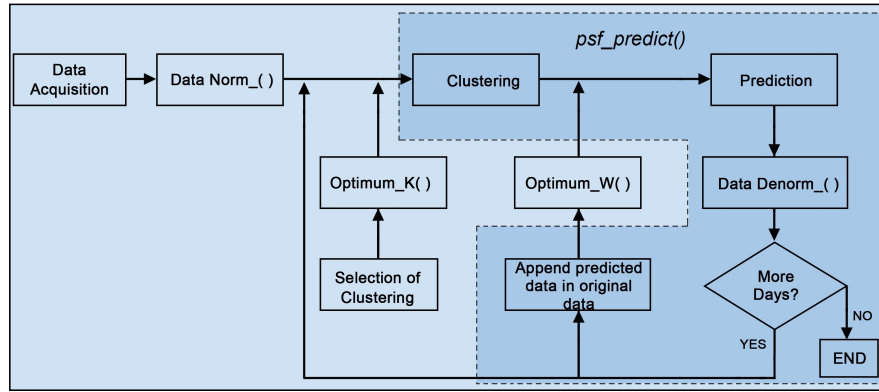 psf_predict()
Data
Acquisition
Data Norm_( )
Clustering
Prediction
Optimum_K( )
Optimum_W( )
Data Denorm_( )
Selection of
Clustering
Append predicted
data in original
data
More
Days?
NO
YES
END